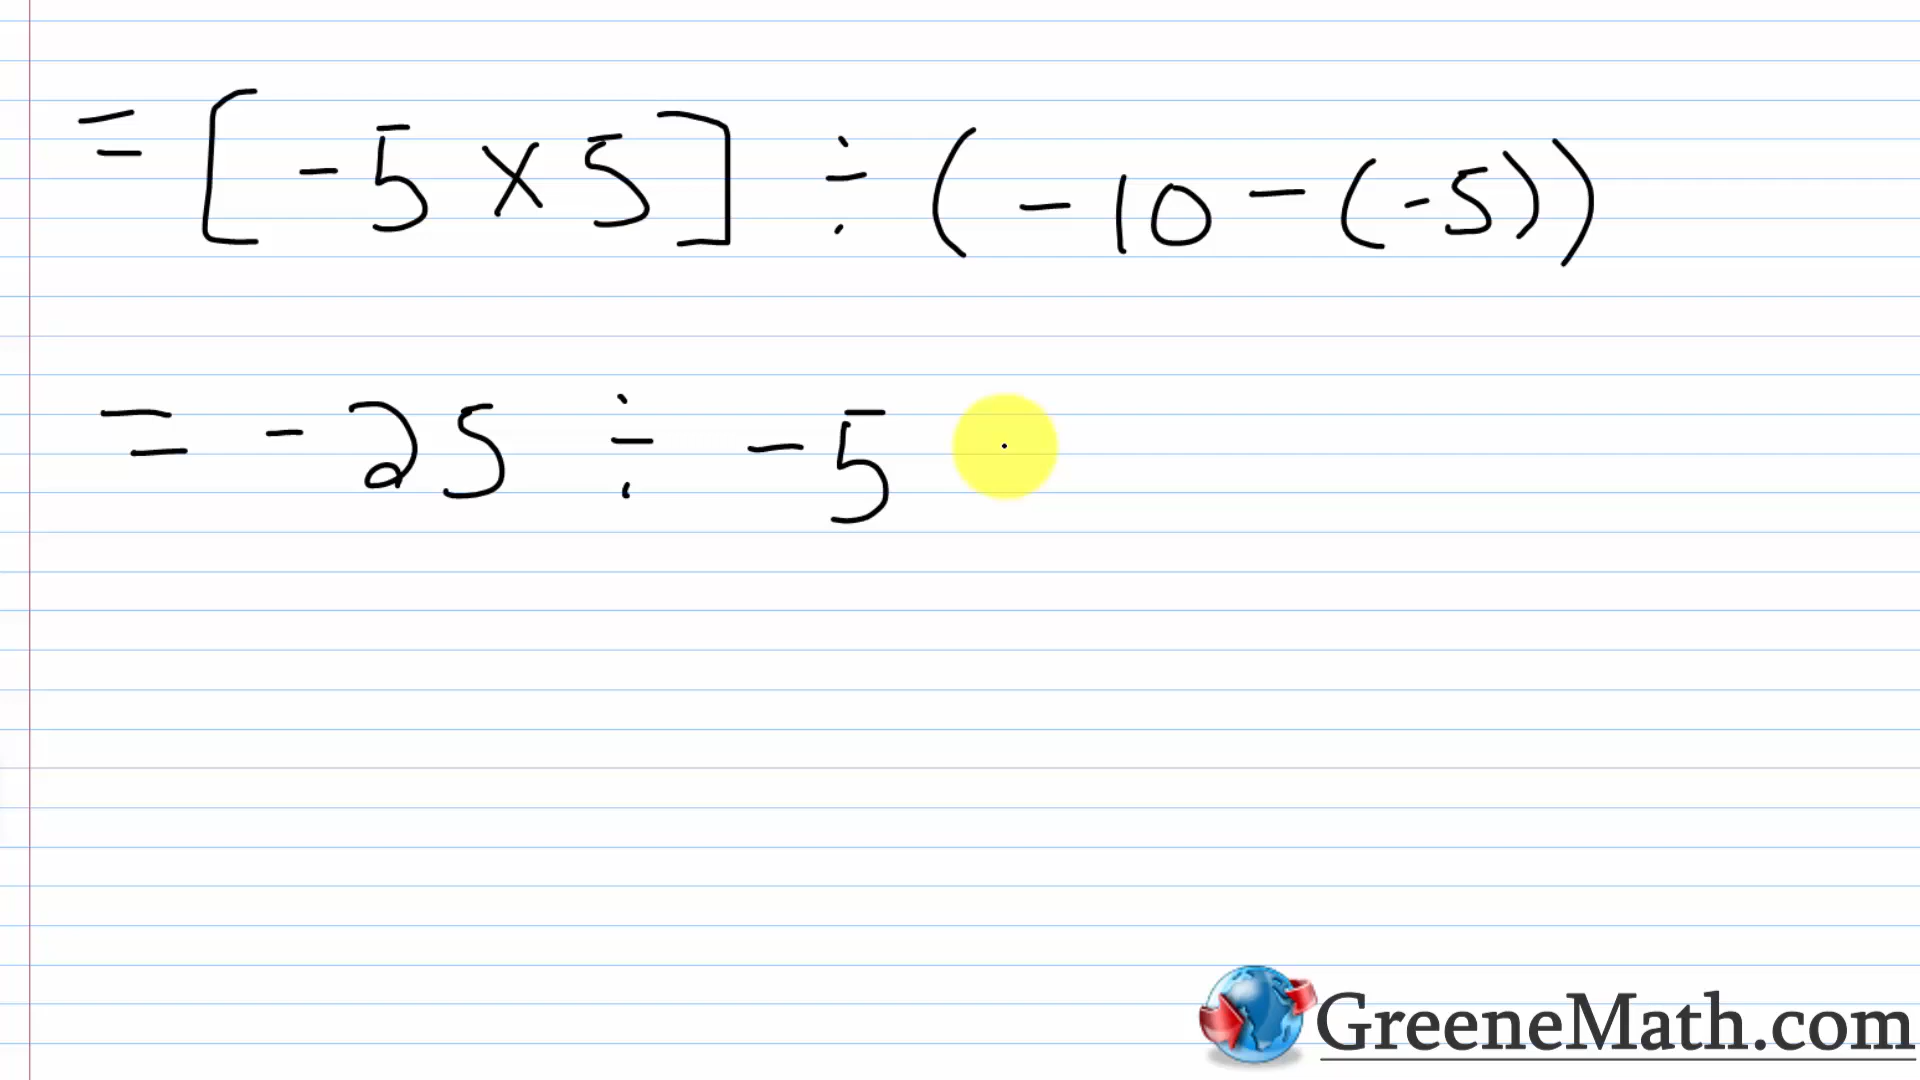 = [ -5 × 5 ] ÷ ( -10 - (-5) )
= -25 ÷ -5
GreeneMath.com